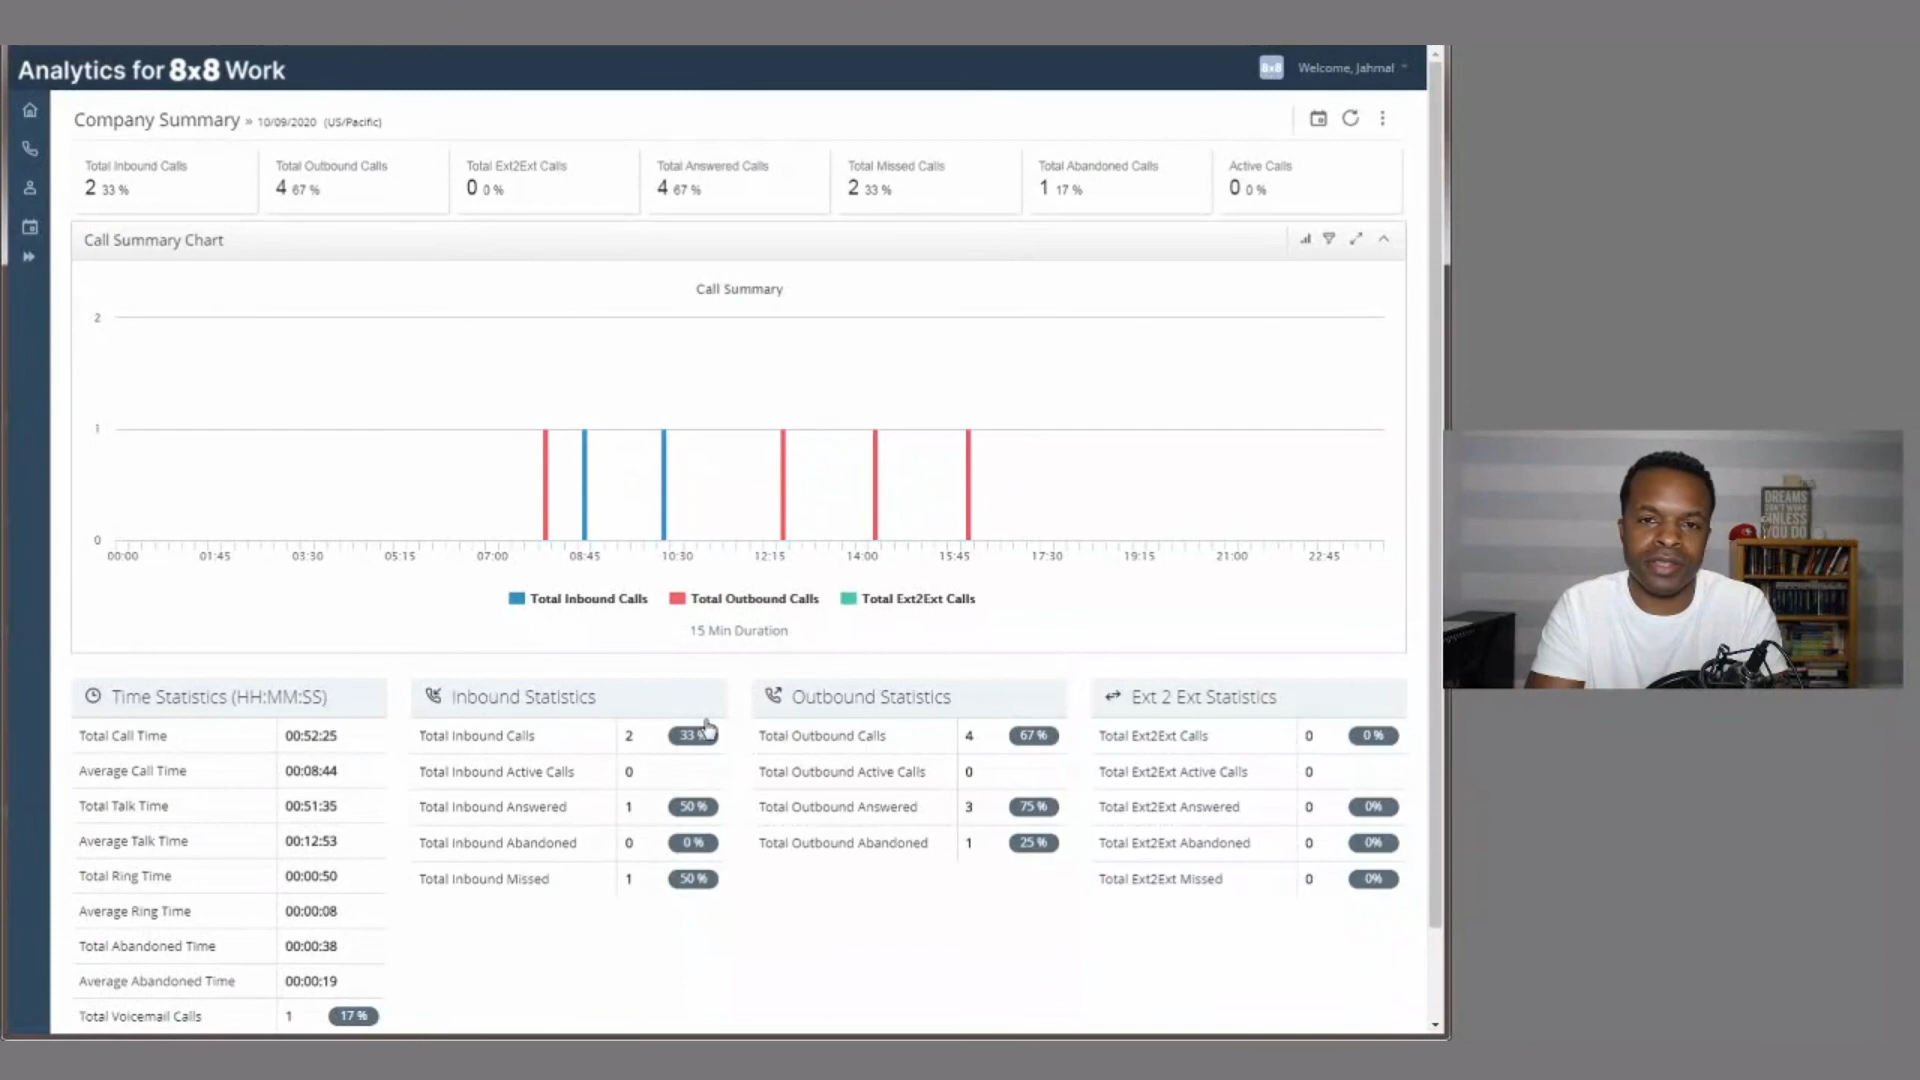 Analytics for 8x8 Work
8x8 Welcome, Jahmal
Company Summary » 10/09/2020 (US/Pacific)
Total Inbound Calls
2 33 %
Total Outbound Calls
4 67 %
Total Ext2Ext Calls
0 0 %
Total Answered Calls
4 67 %
Total Missed Calls
2 33 %
Total Abandoned Calls
1 17 %
Active Calls
0 0 %
Call Summary Chart
Call Summary
2
1
0
00:00 01:45 03:30 05:15 07:00 08:45 10:30 12:15 14:00 15:45 17:30 19:15 21:00 22:45
Total Inbound Calls Total Outbound Calls Total Ext2Ext Calls
15 Min Duration
Time Statistics (HH:MM:SS)
Total Call Time 00:52:25
Average Call Time 00:08:44
Total Talk Time 00:51:35
Average Talk Time 00:12:53
Total Ring Time 00:00:50
Average Ring Time 00:00:08
Total Abandoned Time 00:00:38
Average Abandoned Time 00:00:19
Total Voicemail Calls 1 17 %
Inbound Statistics
Total Inbound Calls 2 33 %
Total Inbound Active Calls 0
Total Inbound Answered 1 50 %
Total Inbound Abandoned 0 0 %
Total Inbound Missed 1 50 %
Outbound Statistics
Total Outbound Calls 4 67 %
Total Outbound Active Calls 0
Total Outbound Answered 3 75 %
Total Outbound Abandoned 1 25 %
Ext 2 Ext Statistics
Total Ext2Ext Calls 0 0 %
Total Ext2Ext Active Calls 0
Total Ext2Ext Answered 0 0%
Total Ext2Ext Abandoned 0 0%
Total Ext2Ext Missed 0 0%
DREAMS
YOU DO